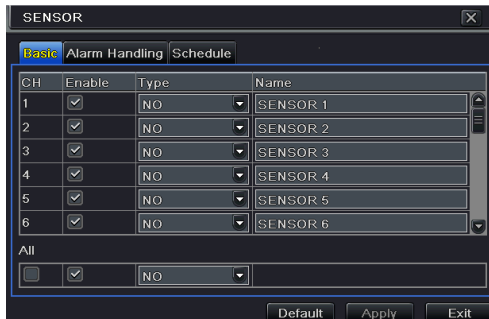 SENSOR
Basic Alarm Handling Schedule
CH Enable Type Name
1 NO SENSOR 1
2 NO SENSOR 2
3 NO SENSOR 3
4 NO SENSOR 4
5 NO SENSOR 5
6 NO SENSOR 6
All
NO
Default Apply Exit